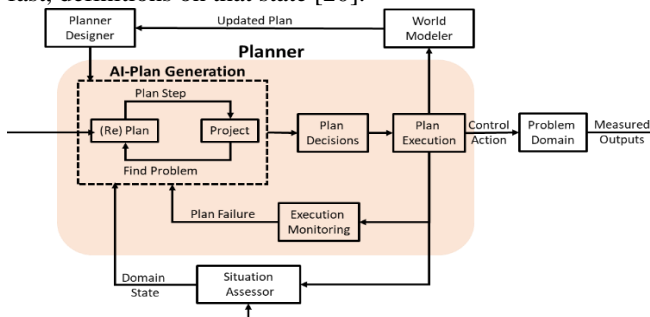 fast, definitions on that state [20].
Planner
Designer
Updated Plan
World
Modeler
Planner
AI-Plan Generation
Plan Step
(Re) Plan
Project
Find Problem
Plan
Decisions
Plan
Execution
Control
Action
Problem
Domain
Measured
Outputs
Plan Failure
Execution
Monitoring
Domain
State
Situation
Assessor